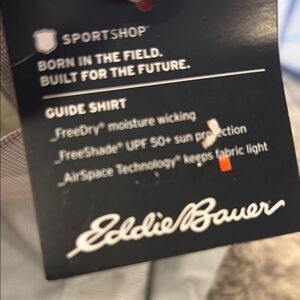 SPORTSHOP
BORN IN THE FIELD.
BUILT FOR THE FUTURE.
GUIDE SHIRT
_FreeDry® moisture wicking
_FreeShade® UPF 50+ sun protection
_AirSpace Technology® keeps fabric light
Eddie Bauer